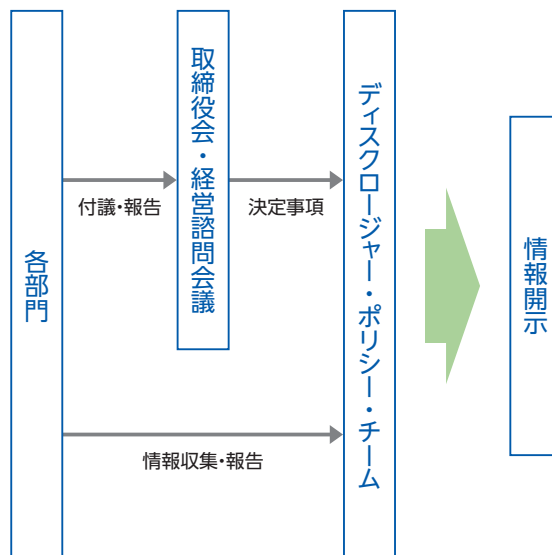 各部門
付議・報告
取締役会・経営諮問会議
決定事項
情報収集・報告
ディスクロージャー・ポリシー・チーム
情報開示